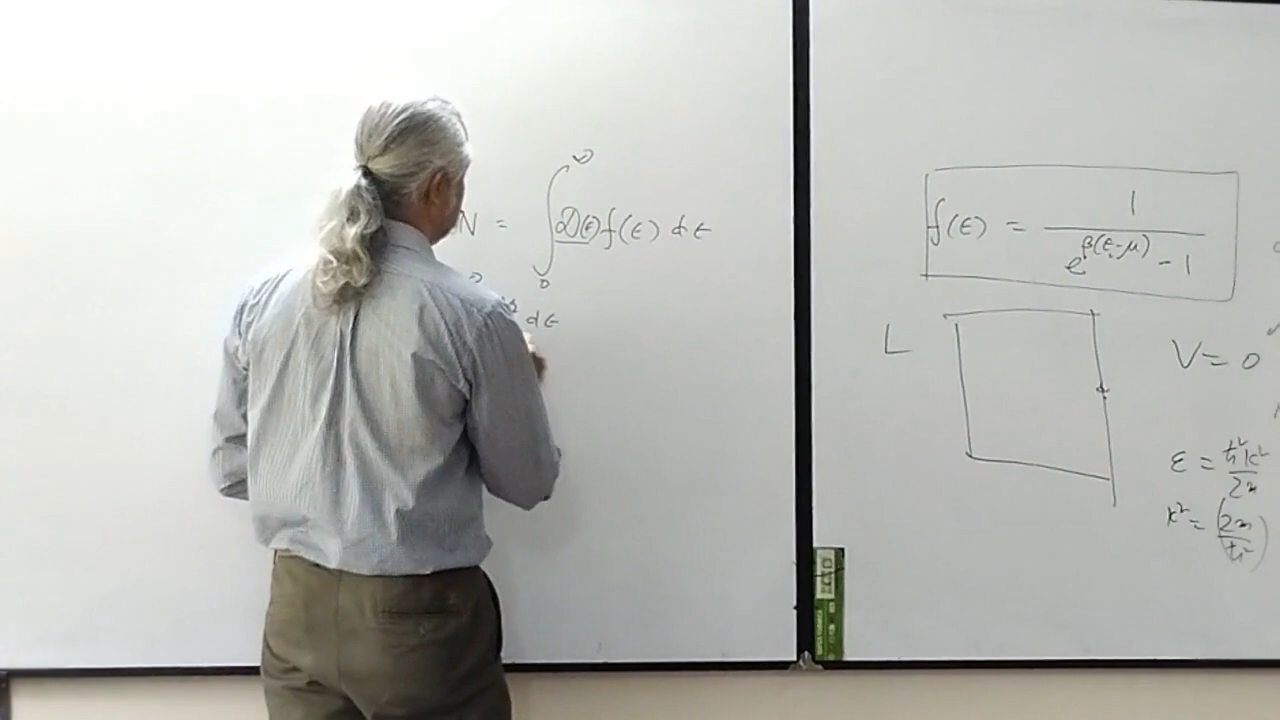 N = ∫₀^∞ D(ε) f(ε) dε
dε
f(ε) = 1 / (e^{β(ε-μ)} - 1)
L
V = 0
ε = ħ²k² / 2m
k² = (2m / ħ²)